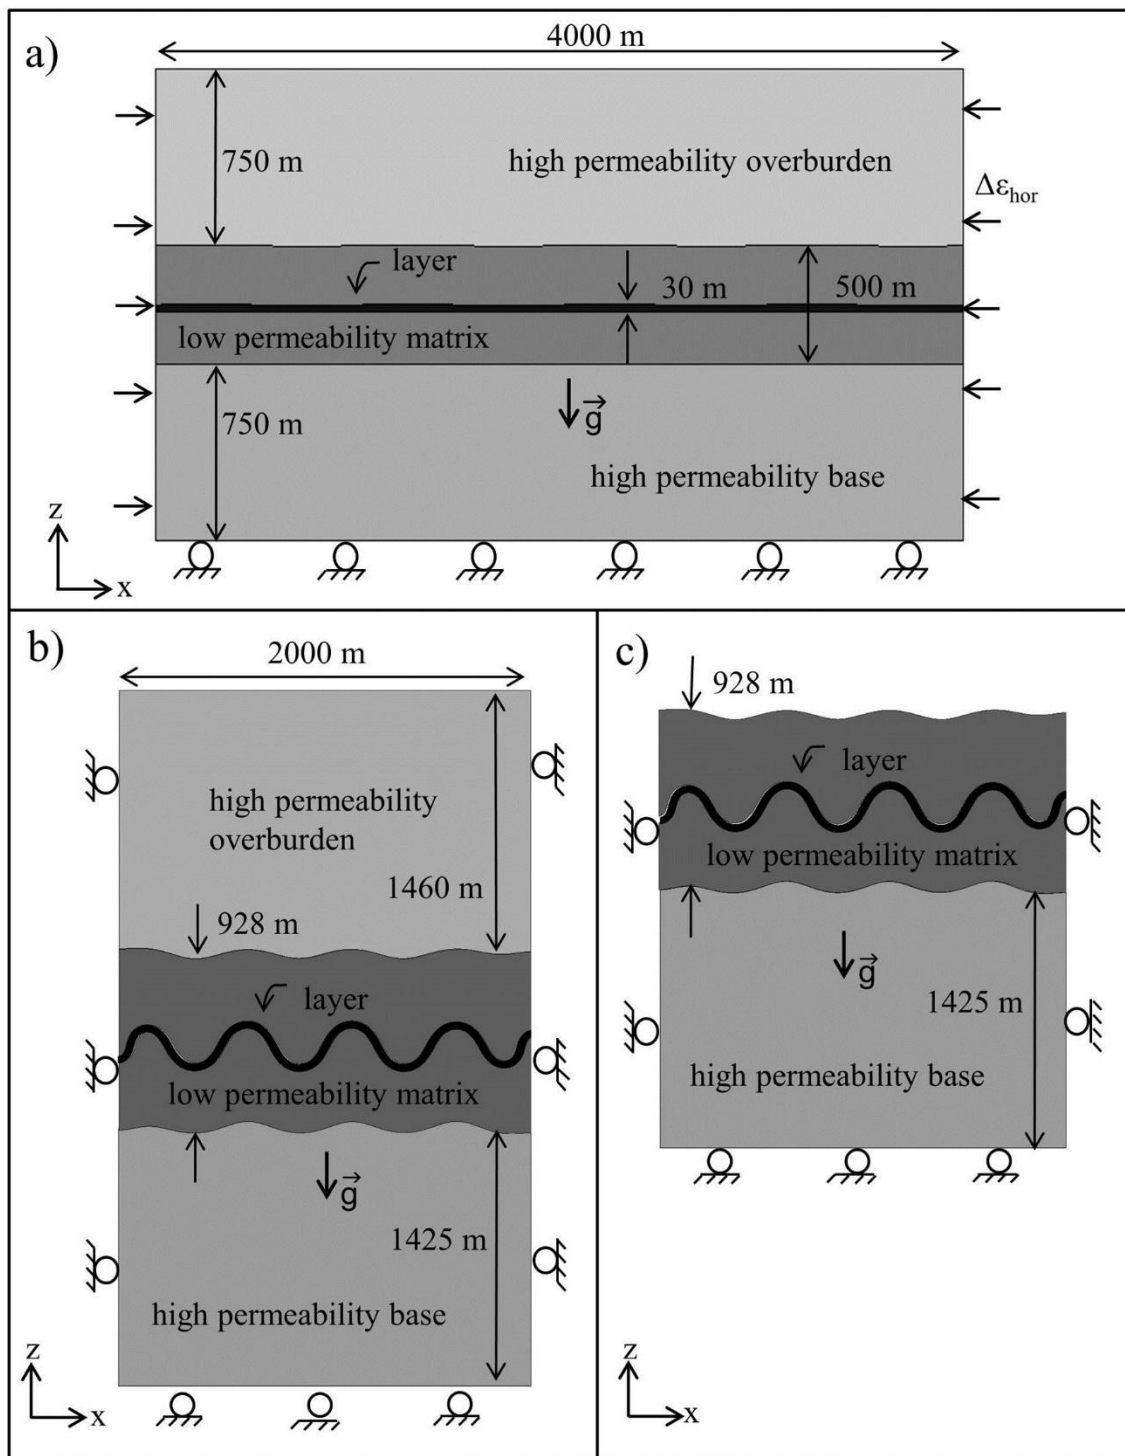 a)
4000 m
750 m
high permeability overburden
Δε_hor
layer
30 m
500 m
low permeability matrix
750 m
g
high permeability base
z
x
b)
2000 m
high permeability
overburden
1460 m
928 m
layer
low permeability matrix
g
1425 m
high permeability base
z
x
c)
928 m
layer
low permeability matrix
g
1425 m
high permeability base
z
x